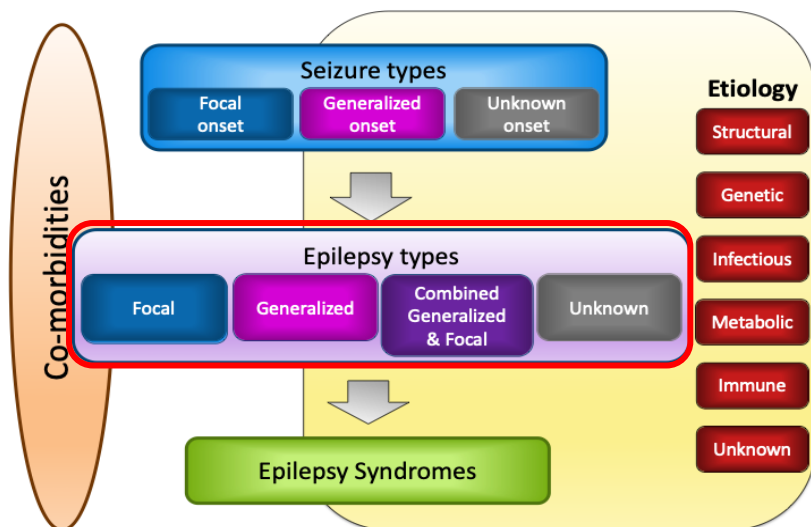 Co-morbidities
Seizure types
Focal
onset
Generalized
onset
Unknown
onset
Epilepsy types
Focal
Generalized
Combined
Generalized
& Focal
Unknown
Epilepsy Syndromes
Etiology
Structural
Genetic
Infectious
Metabolic
Immune
Unknown